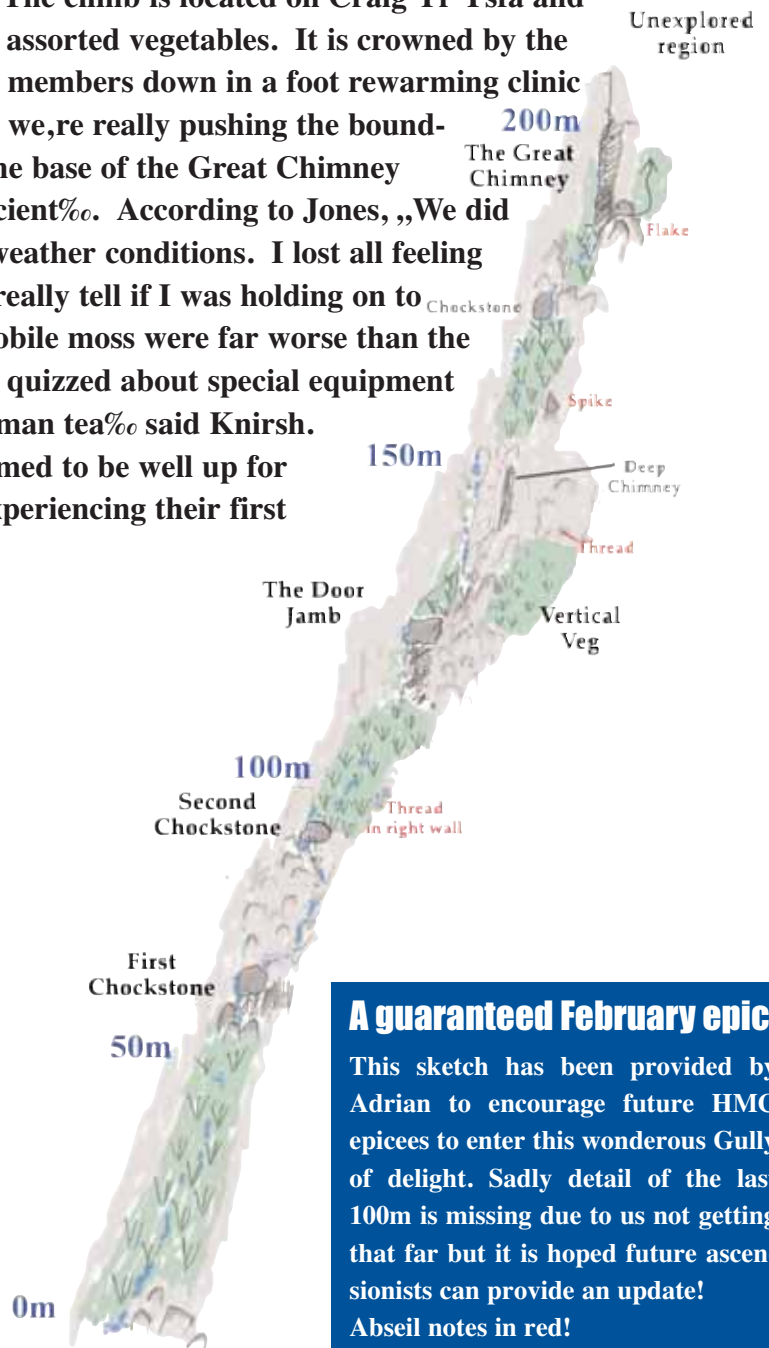 The climb is located on Craig Yr Ysfa and
assorted vegetables. It is crowned by the
members down in a foot rewarming clinic
we‚re really pushing the bound-
ne base of the Great Chimney
cient‰. According to Jones, „We did
weather conditions. I lost all feeling
really tell if I was holding on to
obile moss were far worse than the
quizzed about special equipment
man tea‰ said Knirsh.
med to be well up for
xperiencing their first
Unexplored
region
200m
The Great
Chimney
Flake
Chockstone
Spike
150m
Deep
Chimney
Thread
The Door
Jamb
Vertical
Veg
100m
Second
Chockstone
Thread
in right wall
First
Chockstone
50m
0m
A guaranteed February epic
This sketch has been provided by
Adrian to encourage future HMC
epicees to enter this wonderous Gully
of delight. Sadly detail of the last
100m is missing due to us not getting
that far but it is hoped future ascen-
sionists can provide an update!
Abseil notes in red!